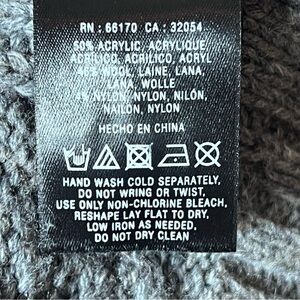 RN : 66170 CA : 32054
50% ACRYLIC, ACRYLIQUE
ACRILICO, ACRILICO, ACRYL
46% WOOL, LAINE, LANA,
LANA, WOLLE
4% NYLON, NYLON, NILÓN,
NAILON, NYLON
HECHO EN CHINA
HAND WASH COLD SEPARATELY,
DO NOT WRING OR TWIST,
USE ONLY NON-CHLORINE BLEACH,
RESHAPE LAY FLAT TO DRY,
LOW IRON AS NEEDED,
DO NOT DRY CLEAN